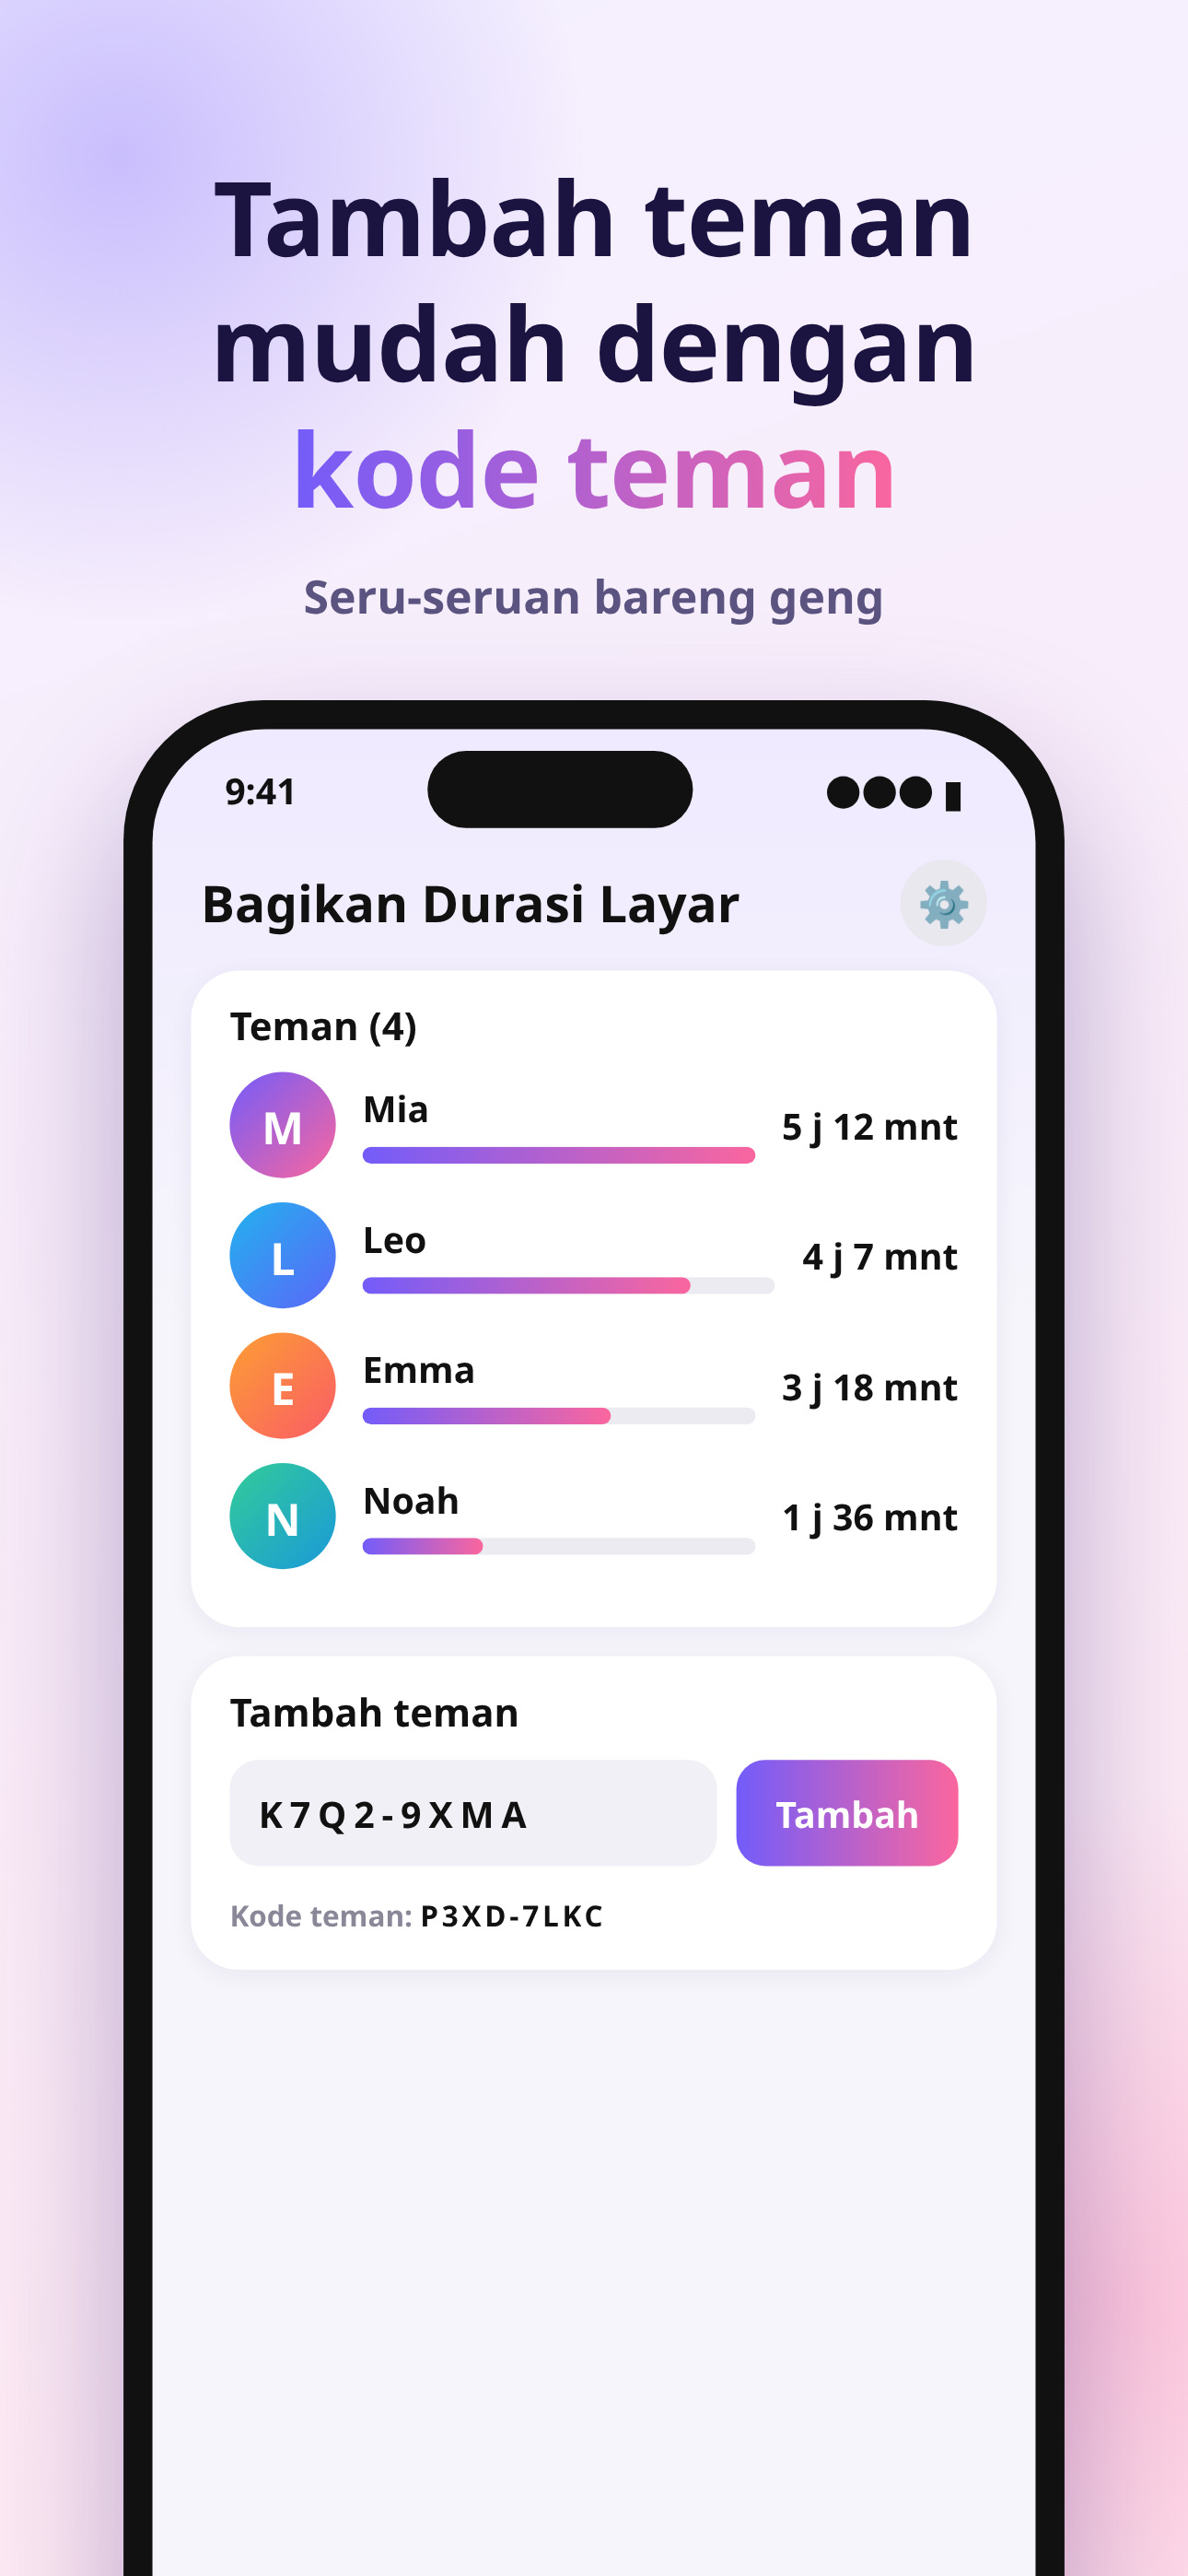 Tambah teman
mudah dengan
kode teman
Seru-seruan bareng geng
9:41
Bagikan Durasi Layar
Teman (4)
M
Mia
5 j 12 mnt
L
Leo
4 j 7 mnt
E
Emma
3 j 18 mnt
N
Noah
1 j 36 mnt
Tambah teman
K7Q2-9XMA
Tambah
Kode teman: P3XD-7LKC